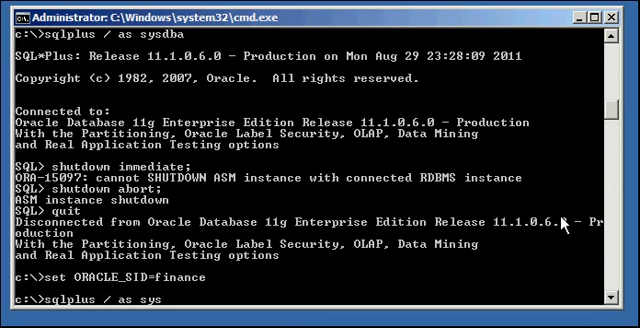 Administrator: C:\Windows\system32\cmd.exe
c:\>sqlplus / as sysdba
SQL*Plus: Release 11.1.0.6.0 - Production on Mon Aug 29 23:28:09 2011
Copyright (c) 1982, 2007, Oracle.  All rights reserved.
Connected to:
Oracle Database 11g Enterprise Edition Release 11.1.0.6.0 - Production
With the Partitioning, Oracle Label Security, OLAP, Data Mining
and Real Application Testing options
SQL> shutdown immediate;
ORA-15097: cannot SHUTDOWN ASM instance with connected RDBMS instance
SQL> shutdown abort;
ASM instance shutdown
SQL> quit
Disconnected from Oracle Database 11g Enterprise Edition Release 11.1.0.6.0 - Pr
oduction
With the Partitioning, Oracle Label Security, OLAP, Data Mining
and Real Application Testing options
c:\>set ORACLE_SID=finance
c:\>sqlplus / as sys